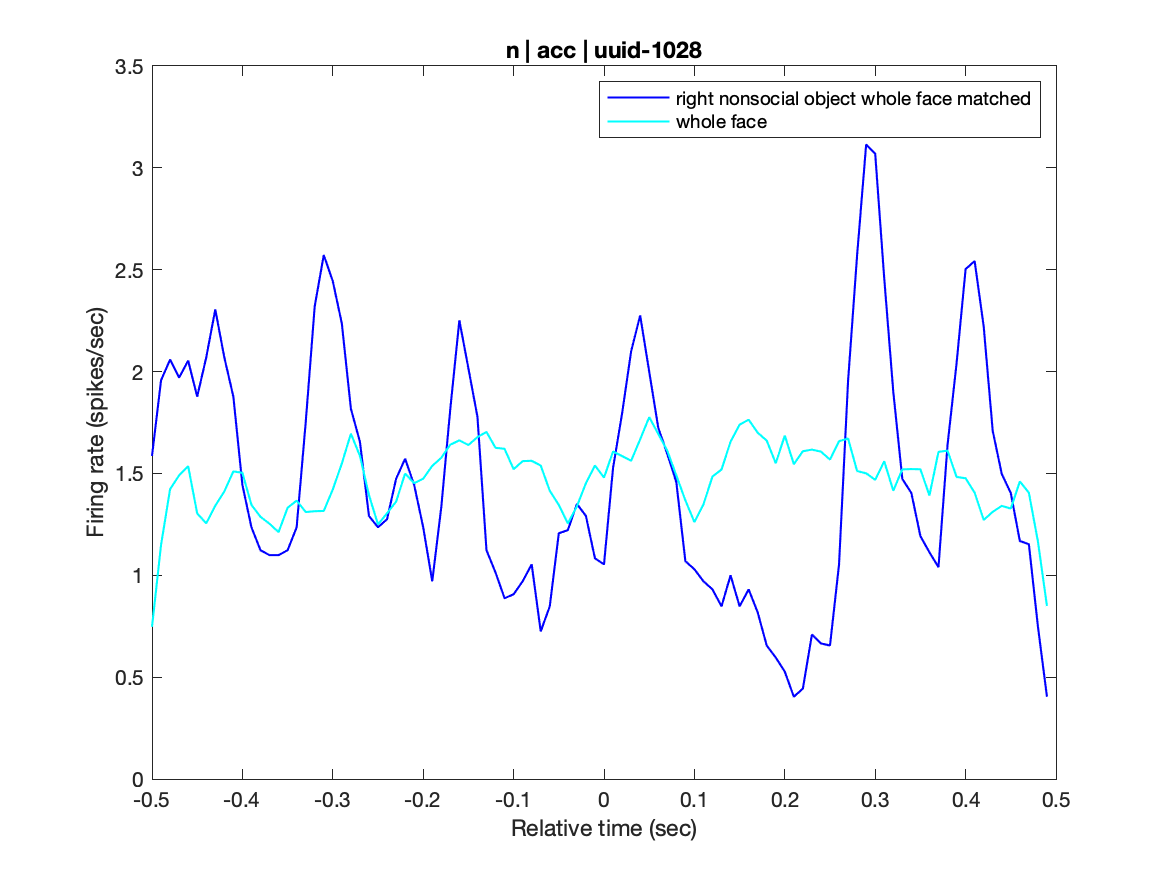 n | acc | uuid-1028
right nonsocial object whole face matched
whole face
3.5
3
2.5
2
1.5
1
0.5
0
Firing rate (spikes/sec)
-0.5 -0.4 -0.3 -0.2 -0.1 0 0.1 0.2 0.3 0.4 0.5
Relative time (sec)